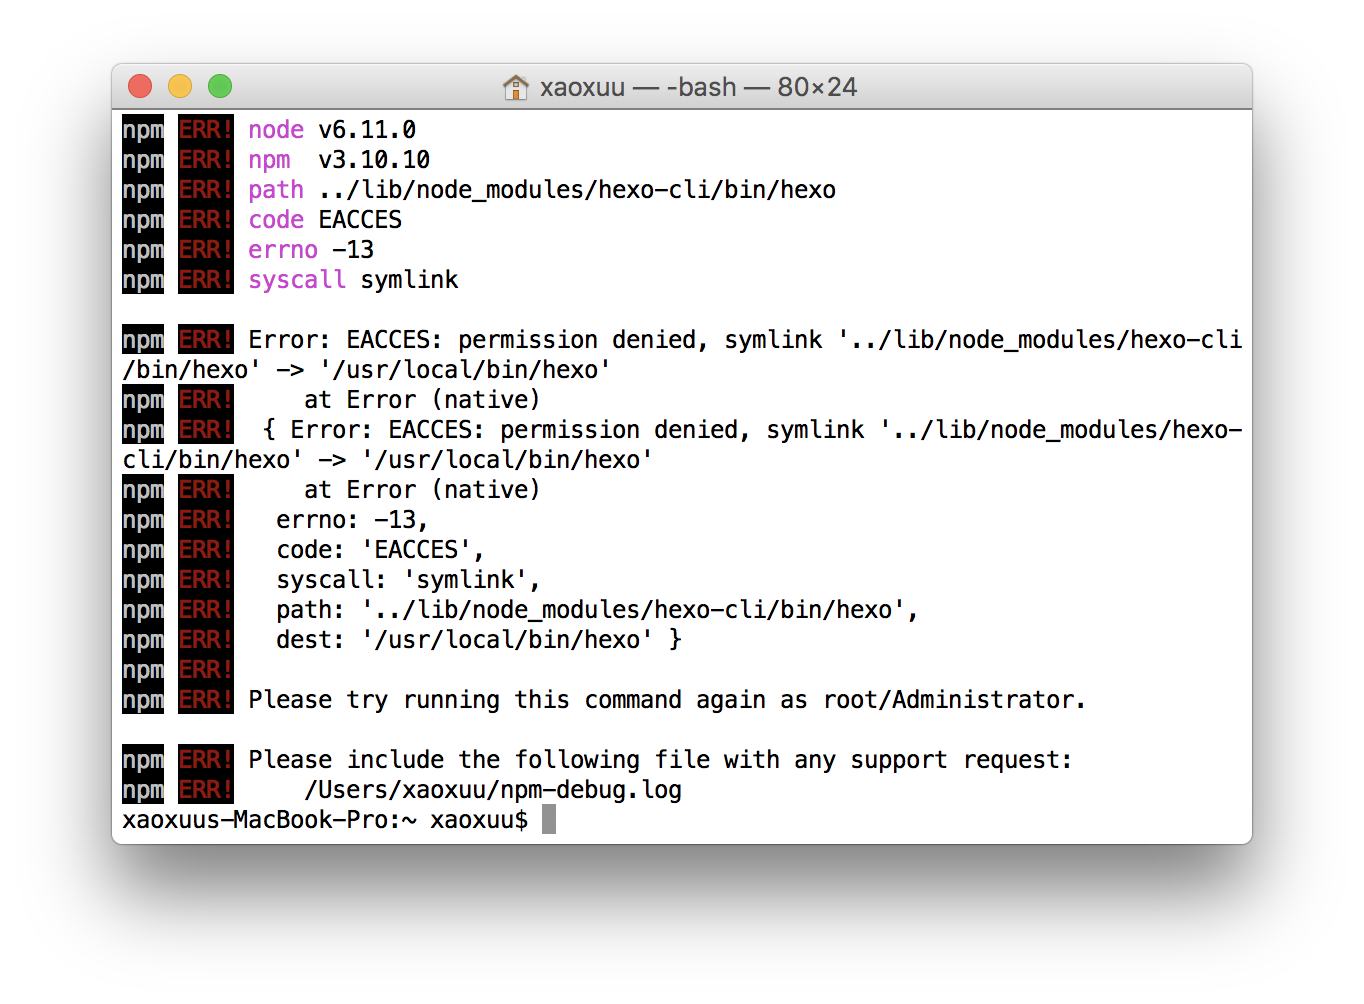 xaoxuu — -bash — 80×24
npm ERR! node v6.11.0
npm ERR! npm  v3.10.10
npm ERR! path ../lib/node_modules/hexo-cli/bin/hexo
npm ERR! code EACCES
npm ERR! errno -13
npm ERR! syscall symlink

npm ERR! Error: EACCES: permission denied, symlink '../lib/node_modules/hexo-cli
/bin/hexo' -> '/usr/local/bin/hexo'
npm ERR!     at Error (native)
npm ERR!  { Error: EACCES: permission denied, symlink '../lib/node_modules/hexo-
cli/bin/hexo' -> '/usr/local/bin/hexo'
npm ERR!     at Error (native)
npm ERR!   errno: -13,
npm ERR!   code: 'EACCES',
npm ERR!   syscall: 'symlink',
npm ERR!   path: '../lib/node_modules/hexo-cli/bin/hexo',
npm ERR!   dest: '/usr/local/bin/hexo' }
npm ERR!
npm ERR! Please try running this command again as root/Administrator.

npm ERR! Please include the following file with any support request:
npm ERR!     /Users/xaoxuu/npm-debug.log
xaoxuus-MacBook-Pro:~ xaoxuu$